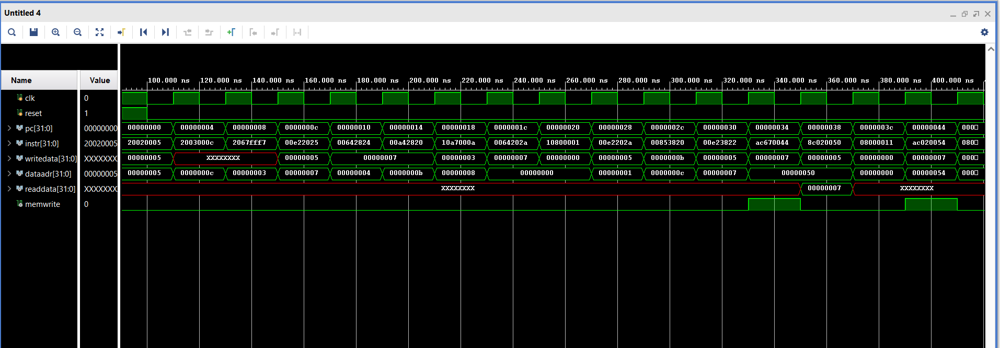 Untitled 4
Name Value
100.000 ns 120.000 ns 140.000 ns 160.000 ns 180.000 ns 200.000 ns 220.000 ns 240.000 ns 260.000 ns 280.000 ns 300.000 ns 320.000 ns 340.000 ns 360.000 ns 380.000 ns 400.000 ns
clk 0
reset 1
pc[31:0] 00000000 00000000 00000004 00000008 0000000c 00000010 00000014 00000018 0000001c 00000020 00000028 0000002c 00000030 00000034 00000038 0000003c 00000044 000
instr[31:0] 20020005 20020005 2003000c 2067fff7 00e22025 00642824 00a42820 10a7000a 0064202a 10800001 00e2202a 00853820 00e23822 ac670044 8c020050 08000011 ac020054 080
writedata[31:0] XXXXXXX 00000005 XXXXXXXX 00000005 00000007 00000003 00000007 00000000 00000005 0000000b 00000005 00000007 00000005 00000000 00000007 000
dataadr[31:0] 00000005 00000005 0000000c 00000003 00000007 00000004 0000000b 00000008 00000000 00000001 0000000c 00000007 00000050 00000000 00000054 000
readdata[31:0] XXXXXXX XXXXXXXX 00000007 XXXXXXXX
memwrite 0